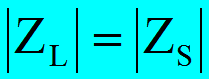 |Z_L| = |Z_S|